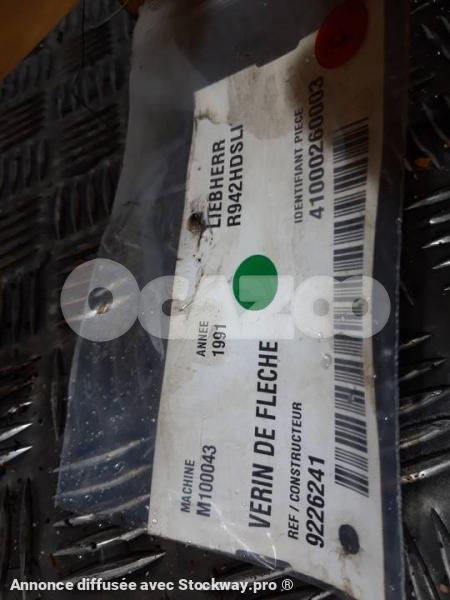 MACHINE
M100043
ANNEE
1991
LIEBHERR
R942HDSLI
VERIN DE FLECHE
REF / CONSTRUCTEUR
9226241
IDENTIFIANT PIECE
41000260003
OCAZOO
Annonce diffusée avec Stockway.pro ®